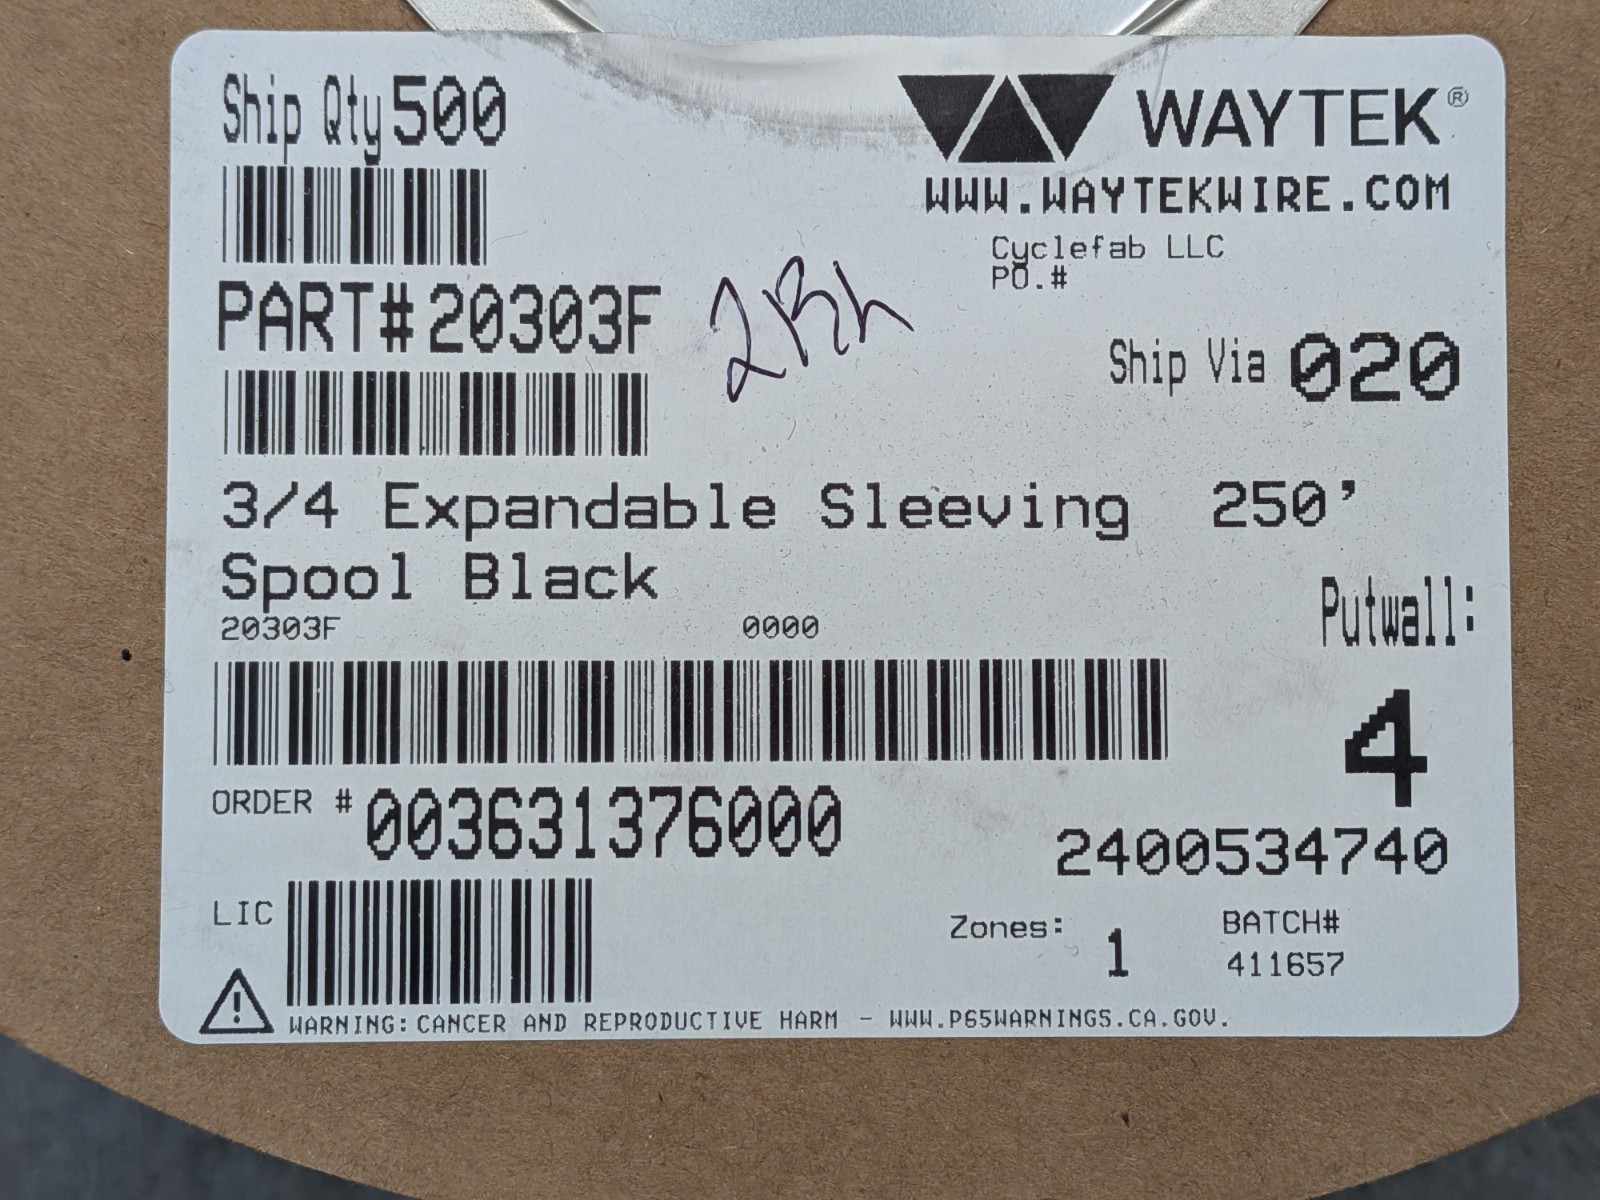 Ship Qty 500
WAYTEK®
WWW.WAYTEKWIRE.COM
Cyclefab LLC
PO.#
PART# 20303F
Ship Via 020
3/4 Expandable Sleeving 250'
Spool Black
20303F 0000
Putwall:
4
ORDER # 003631376000
2400534740
LIC
Zones: 1
BATCH#
411657
WARNING: CANCER AND REPRODUCTIVE HARM - WWW.P65WARNINGS.CA.GOV.